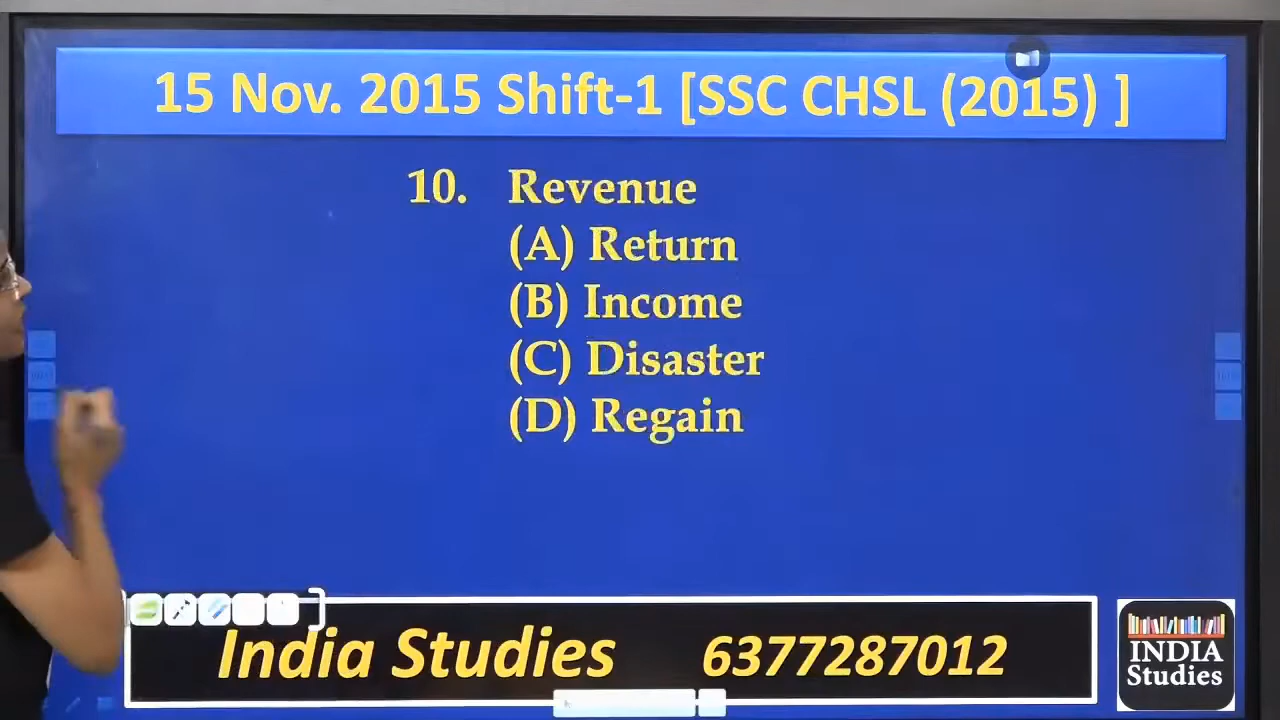 15 Nov. 2015 Shift-1 [SSC CHSL (2015) ]
10. Revenue
(A) Return
(B) Income
(C) Disaster
(D) Regain
India Studies 6377287012
INDIA
Studies